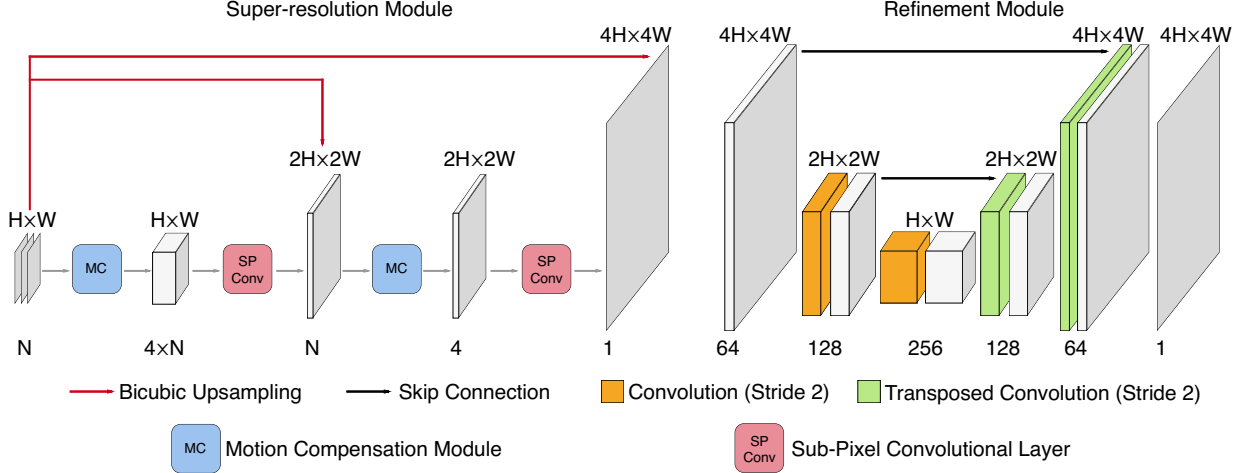 Super-resolution Module
Refinement Module
4H×4W 4H×4W 4H×4W 4H×4W
2H×2W 2H×2W 2H×2W 2H×2W
H×W H×W H×W
MC SP Conv MC SP Conv
N 4×N N 4 1 64 128 256 128 64 1
Bicubic Upsampling Skip Connection Convolution (Stride 2) Transposed Convolution (Stride 2)
MC Motion Compensation Module SP Conv Sub-Pixel Convolutional Layer